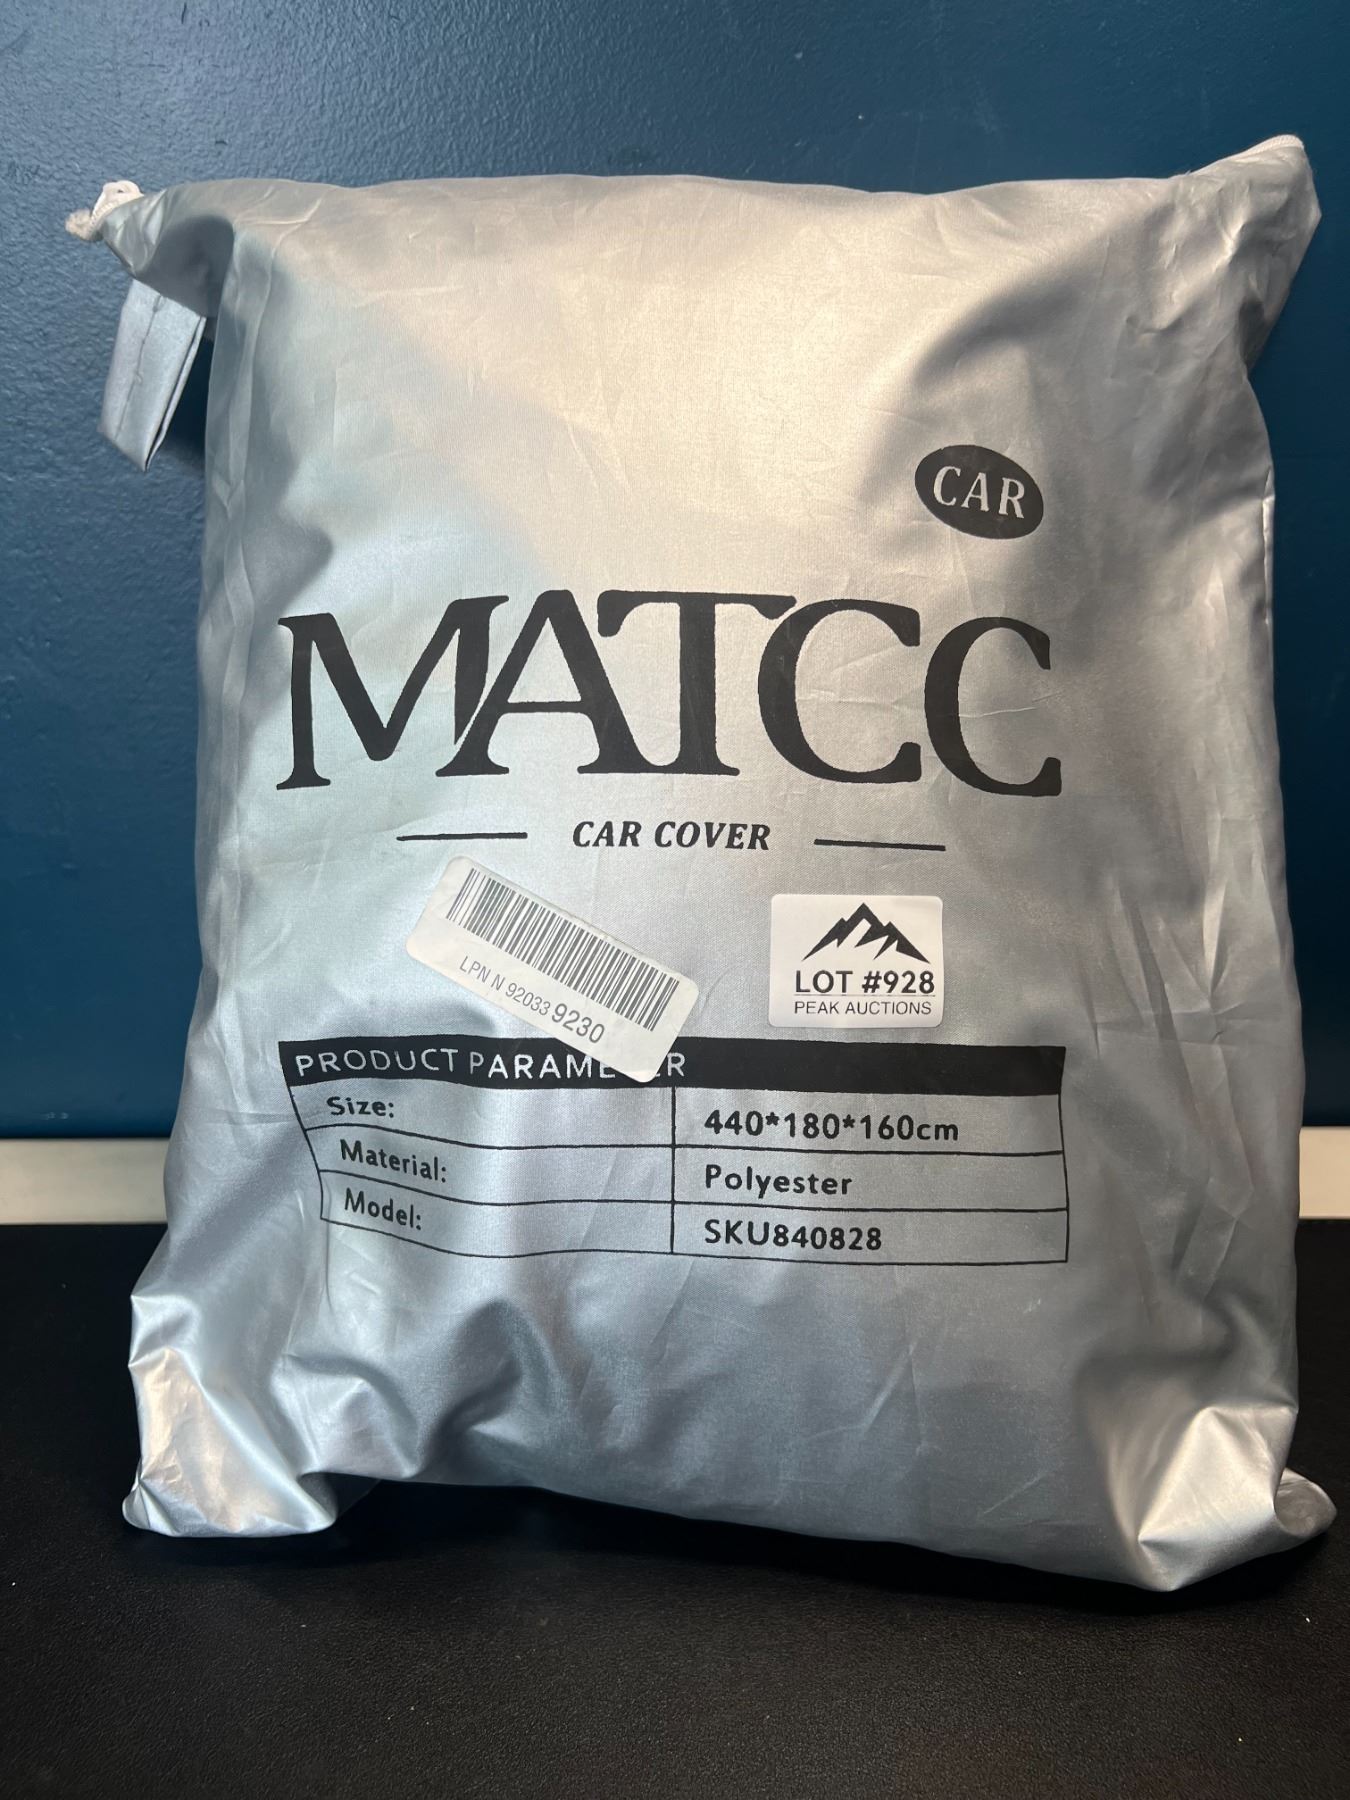 CAR
MATCC
CAR COVER
LPN N 92033 9230
LOT #928
PEAK AUCTIONS
PRODUCT
Size: 440*180*160cm
Material: Polyester
Model: SKU840828